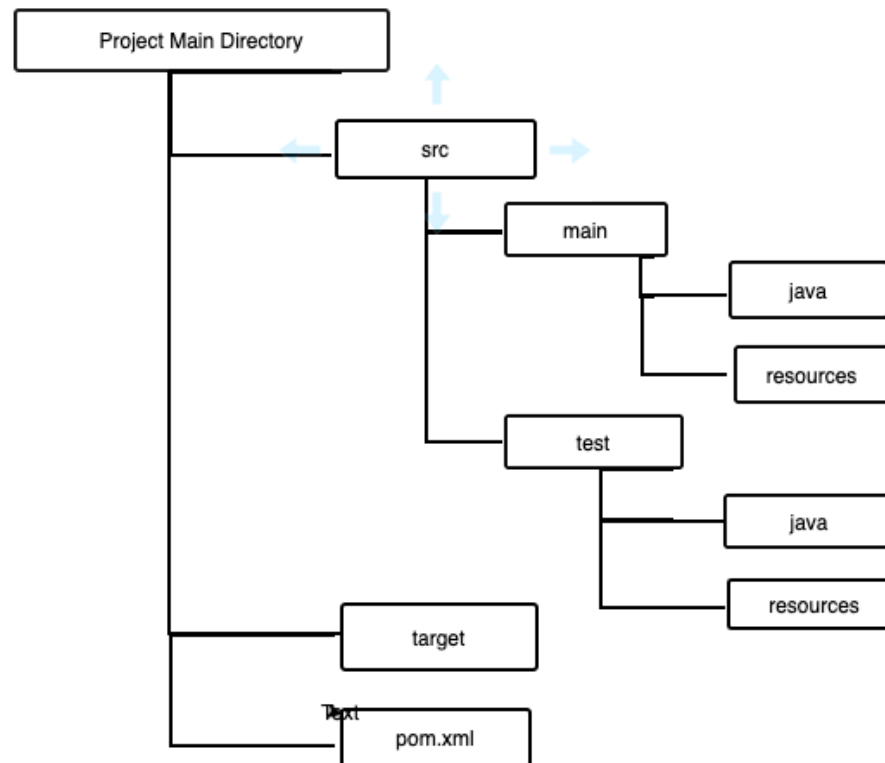 Project Main Directory
src
main
java
resources
test
java
resources
target
Text
pom.xml